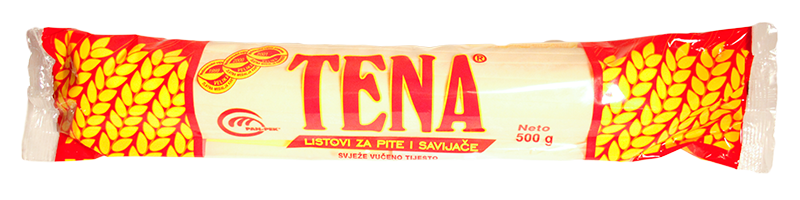 TENA®
PAN-PEK
LISTOVI ZA PITE I SAVIJAČE
SVJEŽE VUČENO TIJESTO
Neto
500 g